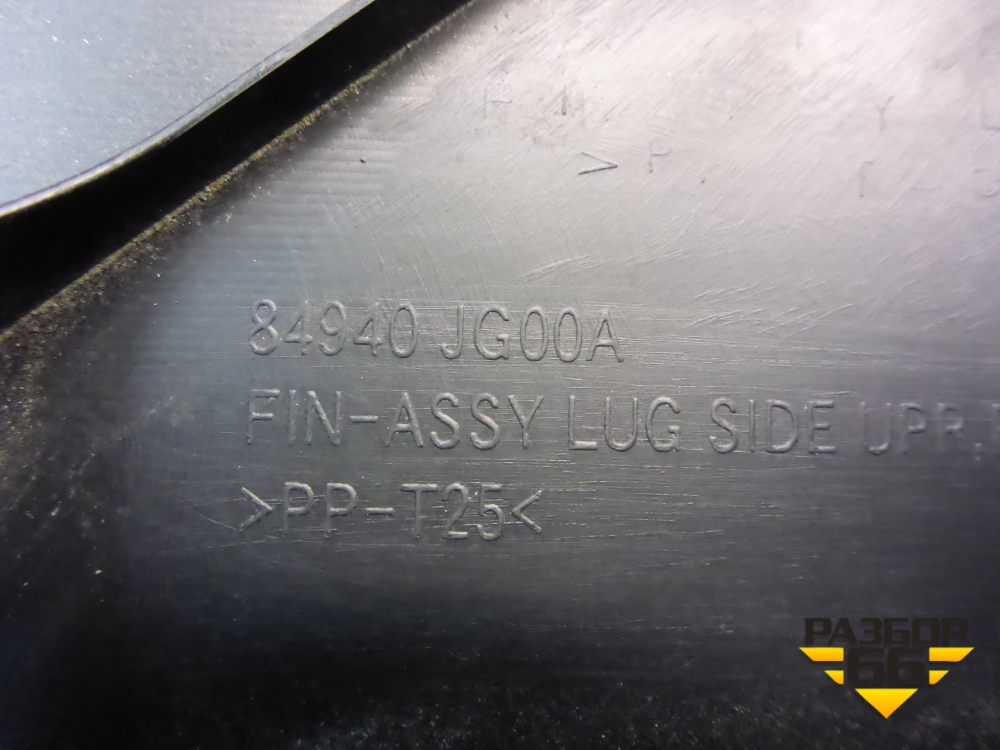 84940 JG00A
FIN-ASSY LUG SIDE UPR,
>PP-T25<
РАЗБОР
66